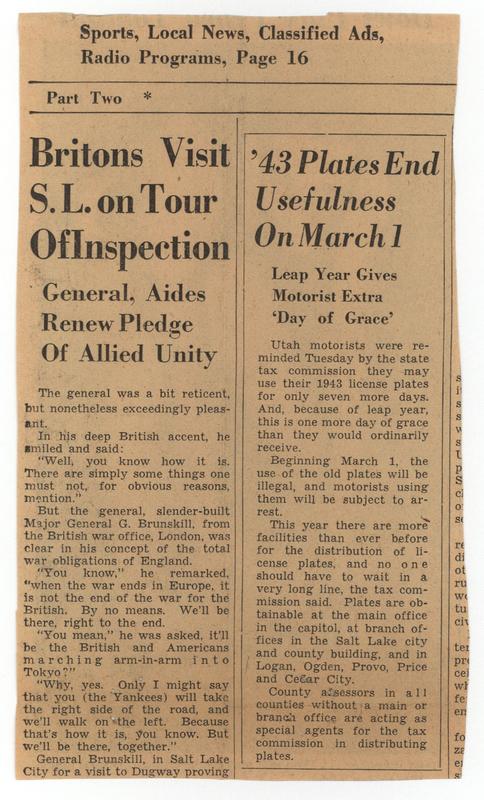 Sports, Local News, Classified Ads,
Radio Programs, Page 16
Part Two *
Britons Visit
S.L. on Tour
Of Inspection
General, Aides
Renew Pledge
Of Allied Unity
The general was a bit reticent,
but nonetheless exceedingly pleas-
ant.
In his deep British accent, he
smiled and said:
"Well, you know how it is.
There are simply some things one
must not, for obvious reasons,
mention."
But the general, slender-built
Major General G. Brunskill, from
the British war office, London, was
clear in his concept of the total
war obligations of England.
"You know," he remarked,
"when the war ends in Europe, it
is not the end of the war for the
British. By no means. We'll be
there, right to the end.
"You mean," he was asked, it'll
be the British and Americans
marching arm-in-arm into
Tokyo?"
"Why, yes. Only I might say
that you (the Yankees) will take
the right side of the road, and
we'll walk on the left. Because
that's how it is, you know. But
we'll be there, together."
General Brunskill, in Salt Lake
City for a visit to Dugway proving
'43 Plates End
Usefulness
On March 1
Leap Year Gives
Motorist Extra
'Day of Grace'
Utah motorists were re-
minded Tuesday by the state
tax commission they may
use their 1943 license plates
for only seven more days.
And, because of leap year,
this is one more day of grace
than they would ordinarily
receive.
Beginning March 1, the
use of the old plates will be
illegal, and motorists using
them will be subject to ar-
rest.
This year there are more
facilities than ever before
for the distribution of li-
cense plates, and no one
should have to wait in a
very long line, the tax com-
mission said. Plates are ob-
tainable at the main office
in the capitol, at branch of-
fices in the Salt Lake city
and county building, and in
Logan, Ogden, Provo, Price
and Cedar City.
County assessors in all
counties without a main or
branch office are acting as
special agents for the tax
commission in distributing
plates.